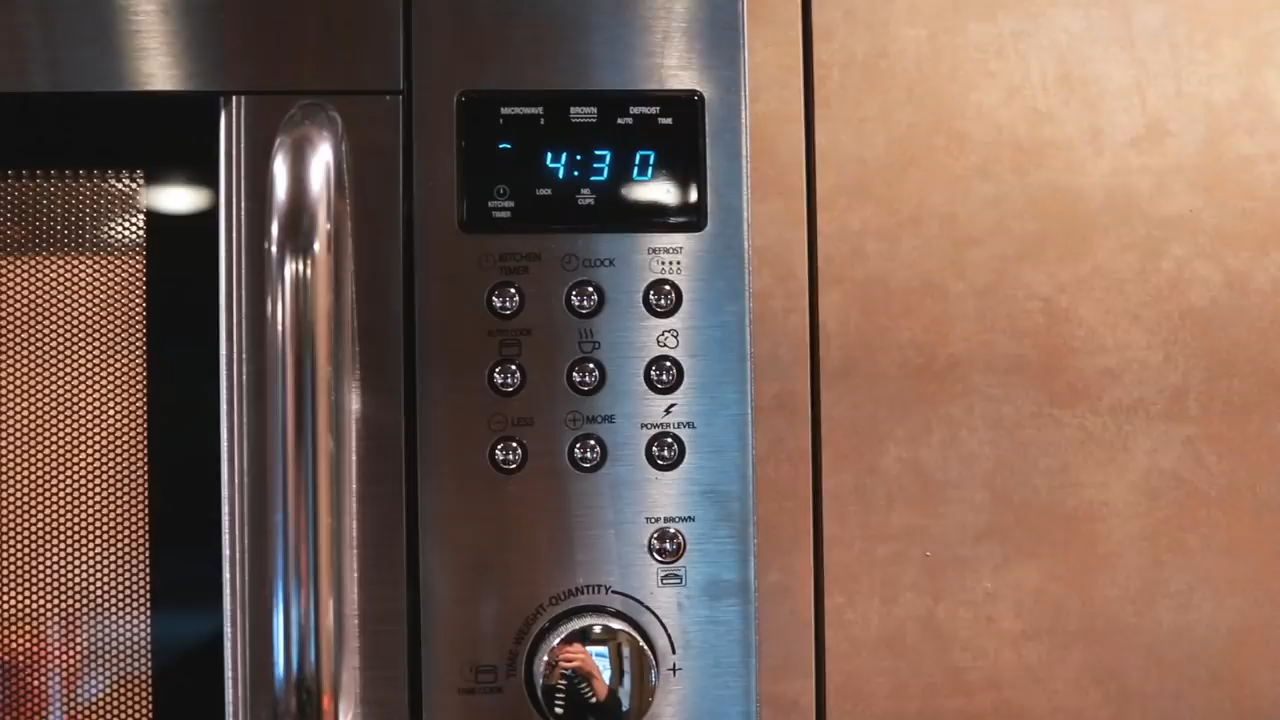 MICROWAVE BROWN DEFROST
1 2 AUTO TIME
4:30
LOCK NO.
KITCHEN CUPS
TIMER
KITCHEN TIMER
CLOCK
DEFROST
AUTO COOK
LESS
MORE
POWER LEVEL
TOP BROWN
TIME-WEIGHT-QUANTITY
+
TIME COOK